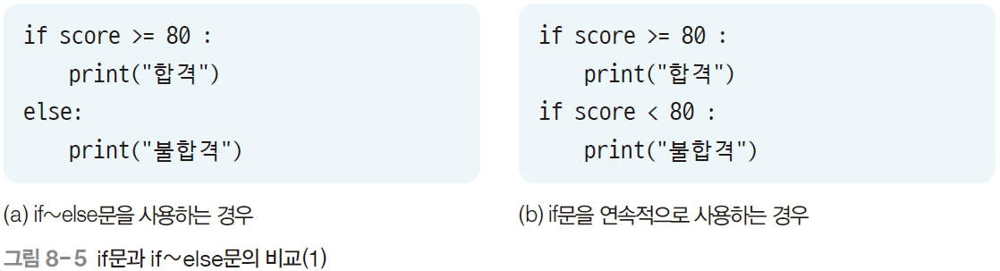 if score >= 80 :
    print("합격")
else:
    print("불합격")
(a) if~else문을 사용하는 경우
if score >= 80 :
    print("합격")
if score < 80 :
    print("불합격")
(b) if문을 연속적으로 사용하는 경우
그림 8-5 if문과 if~else문의 비교(1)